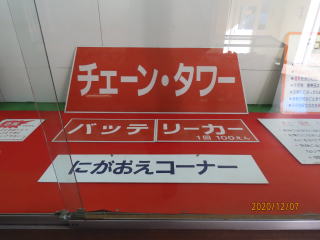 チェーン・タワー
バッテリーカー
1回 100えん
にがおえコーナー
2020/12/07